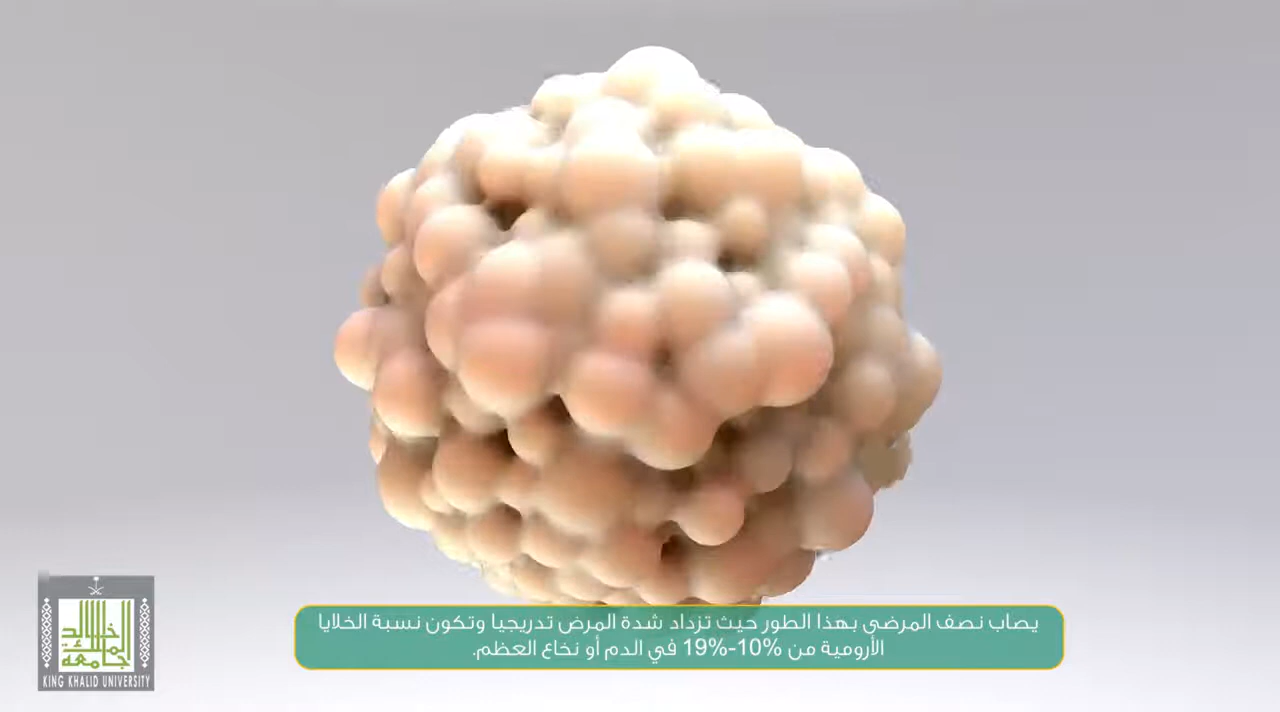 يصاب نصف المرضى بهذا الطور حيث تزداد شدة المرض تدريجيا وتكون نسبة الخلايا
الأرومية من 10%-19% في الدم أو نخاع العظم.
جامعة الملك خالد
KING KHALID UNIVERSITY